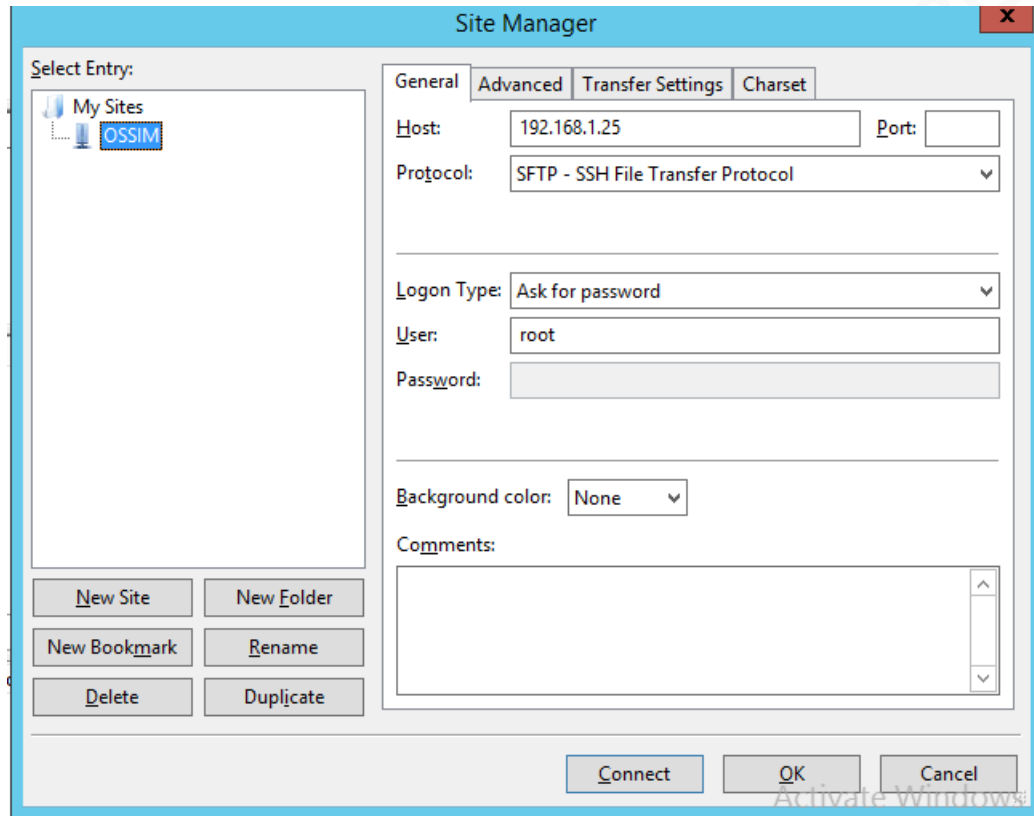 Site Manager
x
Select Entry:
My Sites
OSSIM
New Site
New Folder
New Bookmark
Rename
Delete
Duplicate
General
Advanced
Transfer Settings
Charset
Host:
192.168.1.25
Port:
Protocol:
SFTP - SSH File Transfer Protocol
Logon Type:
Ask for password
User:
root
Password:
Background color:
None
Comments:
Connect
OK
Cancel
Activate Windows